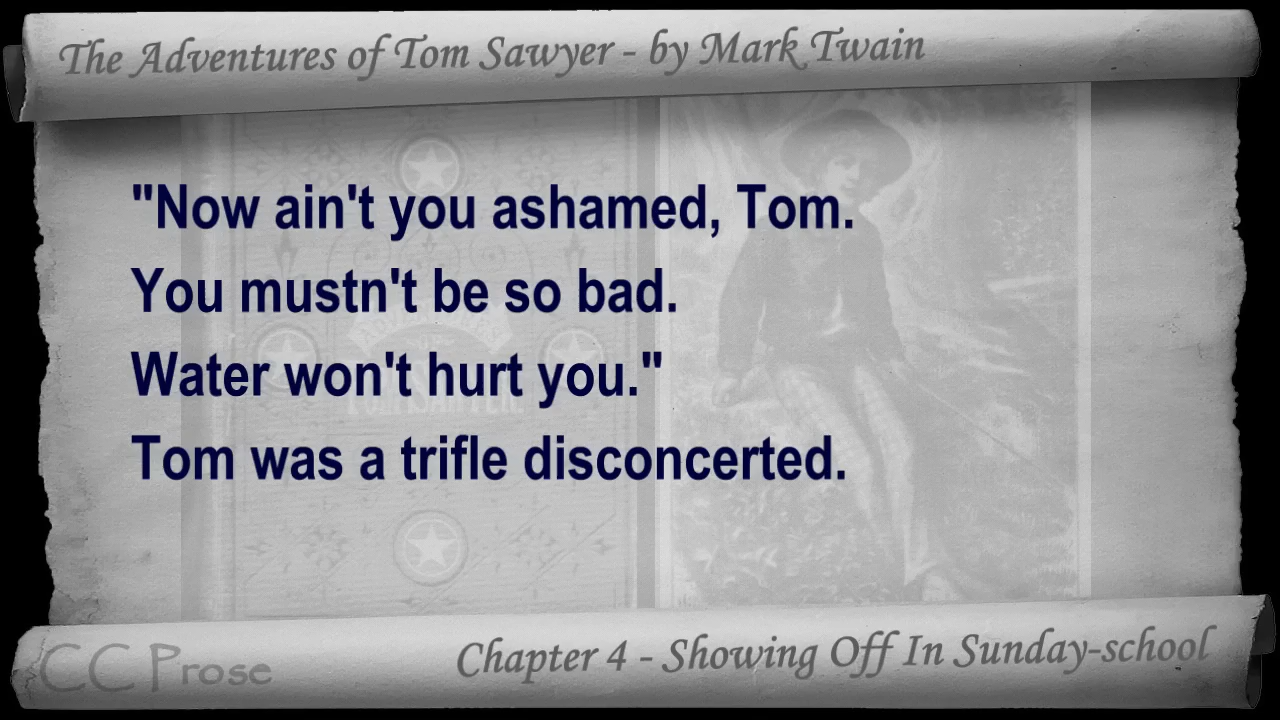 The Adventures of Tom Sawyer - by Mark Twain
"Now ain't you ashamed, Tom.
You mustn't be so bad.
Water won't hurt you."
Tom was a trifle disconcerted.
CC Prose
Chapter 4 - Showing Off In Sunday-school